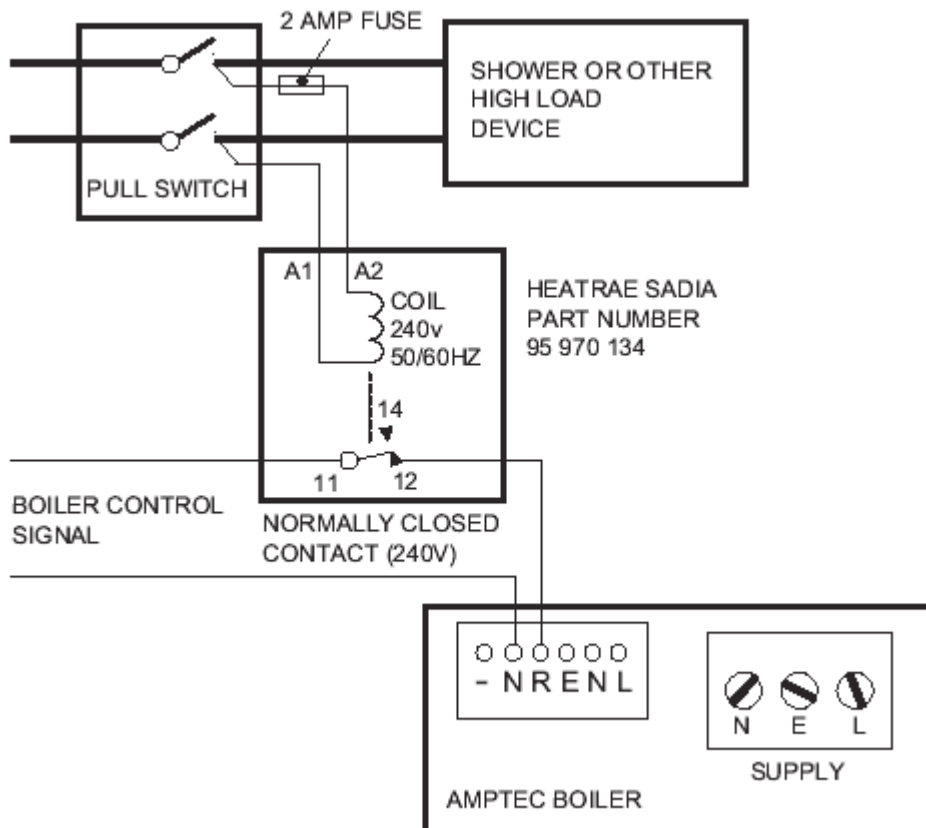 2 AMP FUSE
SHOWER OR OTHER
HIGH LOAD
DEVICE
PULL SWITCH
A1 A2
COIL
240v
50/60HZ
HEATRAE SADIA
PART NUMBER
95 970 134
14
11 12
BOILER CONTROL
SIGNAL
NORMALLY CLOSED
CONTACT (240V)
- N R E N L
N E L
SUPPLY
AMPTEC BOILER